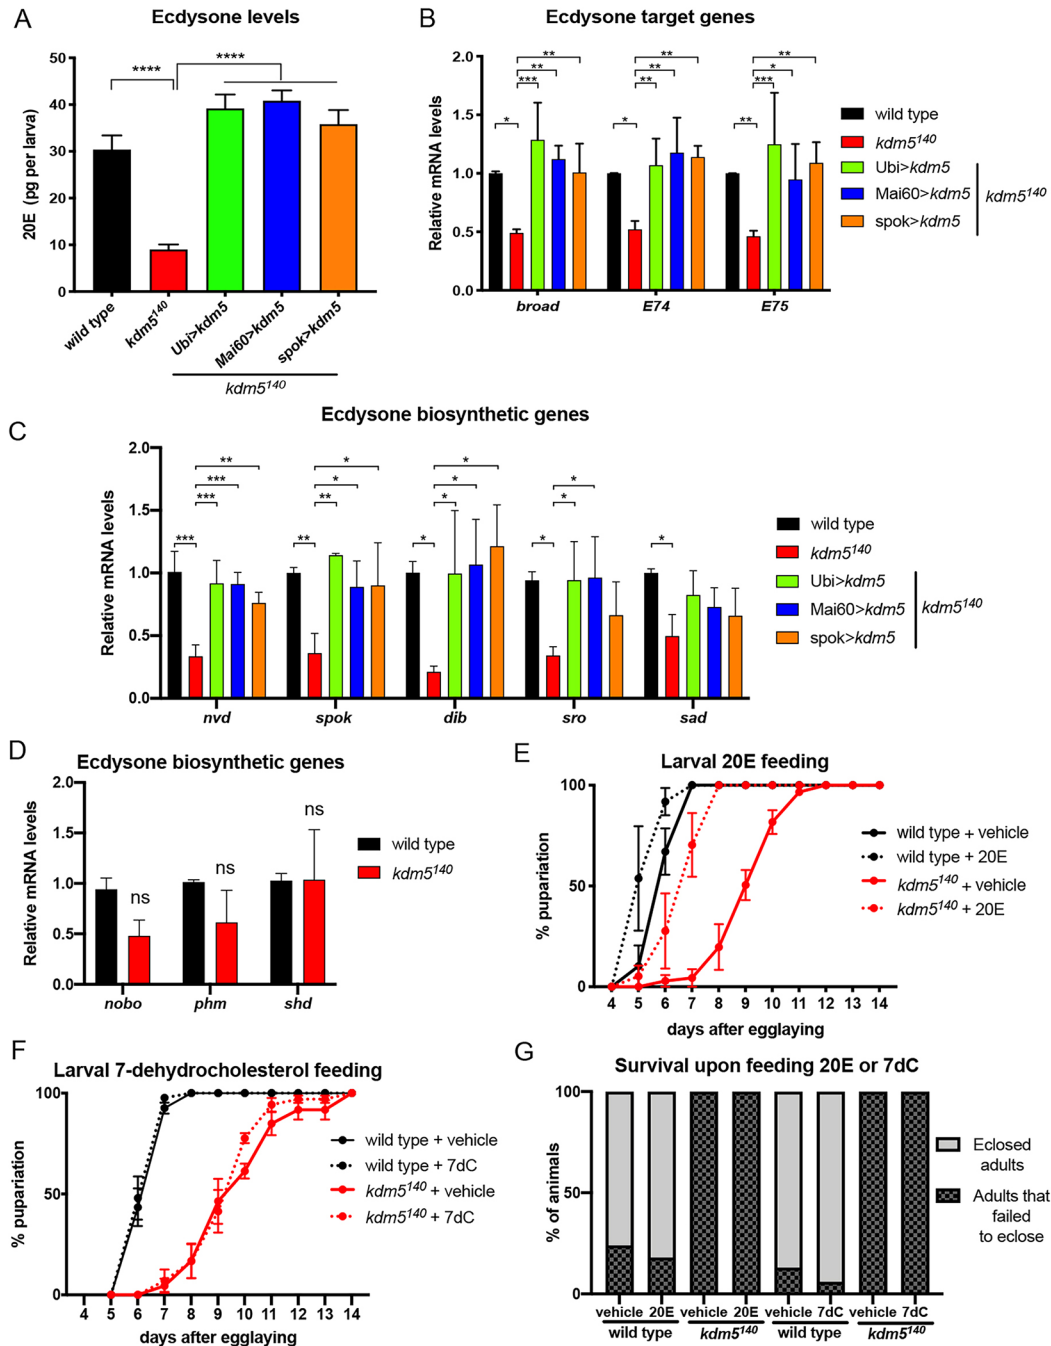 A
Ecdysone levels
20E (pg per larva)
50
40
30
20
10
0
****
****
wild type
kdm5140
Ubi>kdm5
Mai60>kdm5
spok>kdm5
kdm5140
B
Ecdysone target genes
Relative mRNA levels
2.0
1.5
1.0
0.5
0.0
**
**
***
*
**
**
**
*
**
*
***
**
broad
E74
E75
wild type
kdm5140
Ubi>kdm5
Mai60>kdm5
spok>kdm5
kdm5140
C
Ecdysone biosynthetic genes
Relative mRNA levels
2.0
1.5
1.0
0.5
0.0
**
***
***
***
*
*
**
**
*
*
*
*
*
*
*
*
nvd
spok
dib
sro
sad
wild type
kdm5140
Ubi>kdm5
Mai60>kdm5
spok>kdm5
kdm5140
D
Ecdysone biosynthetic genes
Relative mRNA levels
2.0
1.5
1.0
0.5
0.0
ns
ns
ns
nobo
phm
shd
wild type
kdm5140
E
Larval 20E feeding
% pupariation
100
50
0
4 5 6 7 8 9 10 11 12 13 14
days after egglaying
wild type + vehicle
wild type + 20E
kdm5140 + vehicle
kdm5140 + 20E
F
Larval 7-dehydrocholesterol feeding
% pupariation
100
50
0
4 5 6 7 8 9 10 11 12 13 14
days after egglaying
wild type + vehicle
wild type + 7dC
kdm5140 + vehicle
kdm5140 + 7dC
G
Survival upon feeding 20E or 7dC
% of animals
100
50
0
vehicle 20E vehicle 20E vehicle 7dC vehicle 7dC
wild type kdm5140 wild type kdm5140
Eclosed
adults
Adults that
failed
to eclose